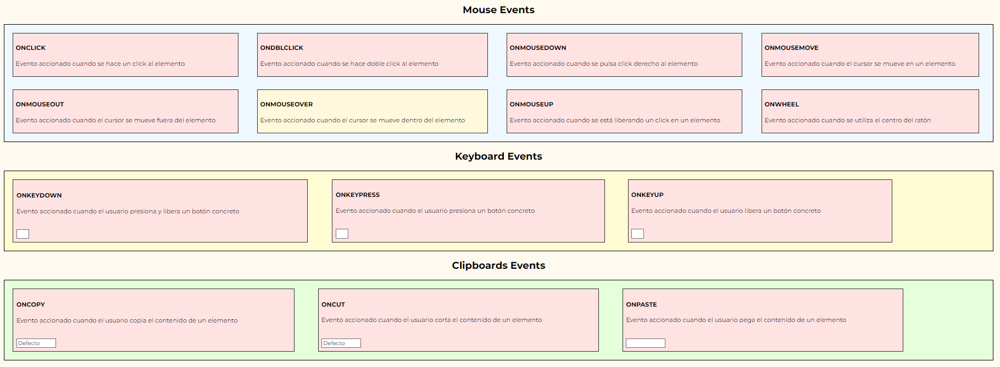 Mouse Events
ONCLICK
Evento accionado cuando se hace un click al elemento
ONDBLCLICK
Evento accionado cuando se hace doble click al elemento
ONMOUSEDOWN
Evento accionado cuando se pulsa click derecho al elemento
ONMOUSEMOVE
Evento accionado cuando el cursor se mueve en un elemento
ONMOUSEOUT
Evento accionado cuando el cursor se mueve fuera del elemento
ONMOUSEOVER
Evento accionado cuando el cursor se mueve dentro del elemento
ONMOUSEUP
Evento accionado cuando se está liberando un click en un elemento
ONWHEEL
Evento accionado cuando se utiliza el centro del ratón
Keyboard Events
ONKEYDOWN
Evento accionado cuando el usuario presiona y libera un botón concreto
ONKEYPRESS
Evento accionado cuando el usuario presiona un botón concreto
ONKEYUP
Evento accionado cuando el usuario libera un botón concreto
Clipboards Events
ONCOPY
Evento accionado cuando el usuario copia el contenido de un elemento
Defecto
ONCUT
Evento accionado cuando el usuario corta el contenido de un elemento
Defecto
ONPASTE
Evento accionado cuando el usuario pega el contenido de un elemento